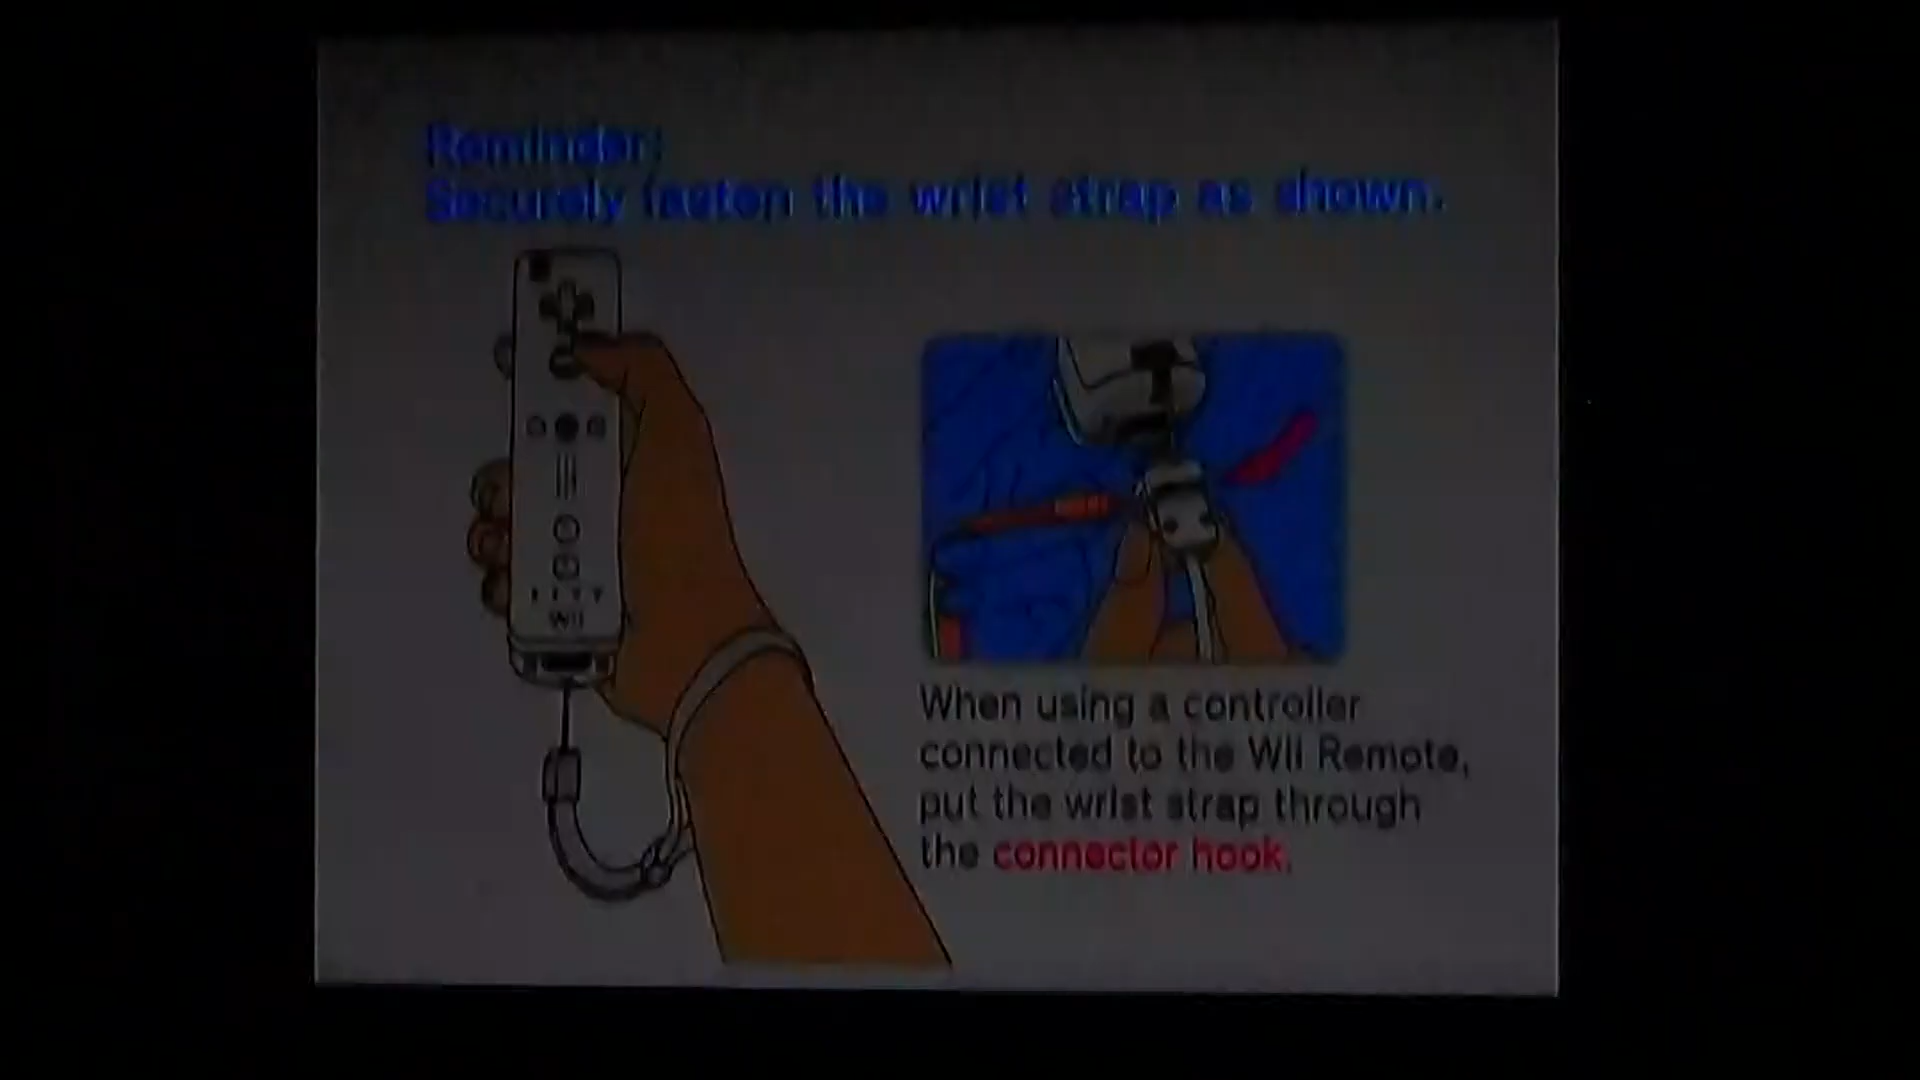 Reminder:
Securely fasten the wrist strap as shown.
Wii
When using a controller
connected to the Wii Remote,
put the wrist strap through
the connector hook.